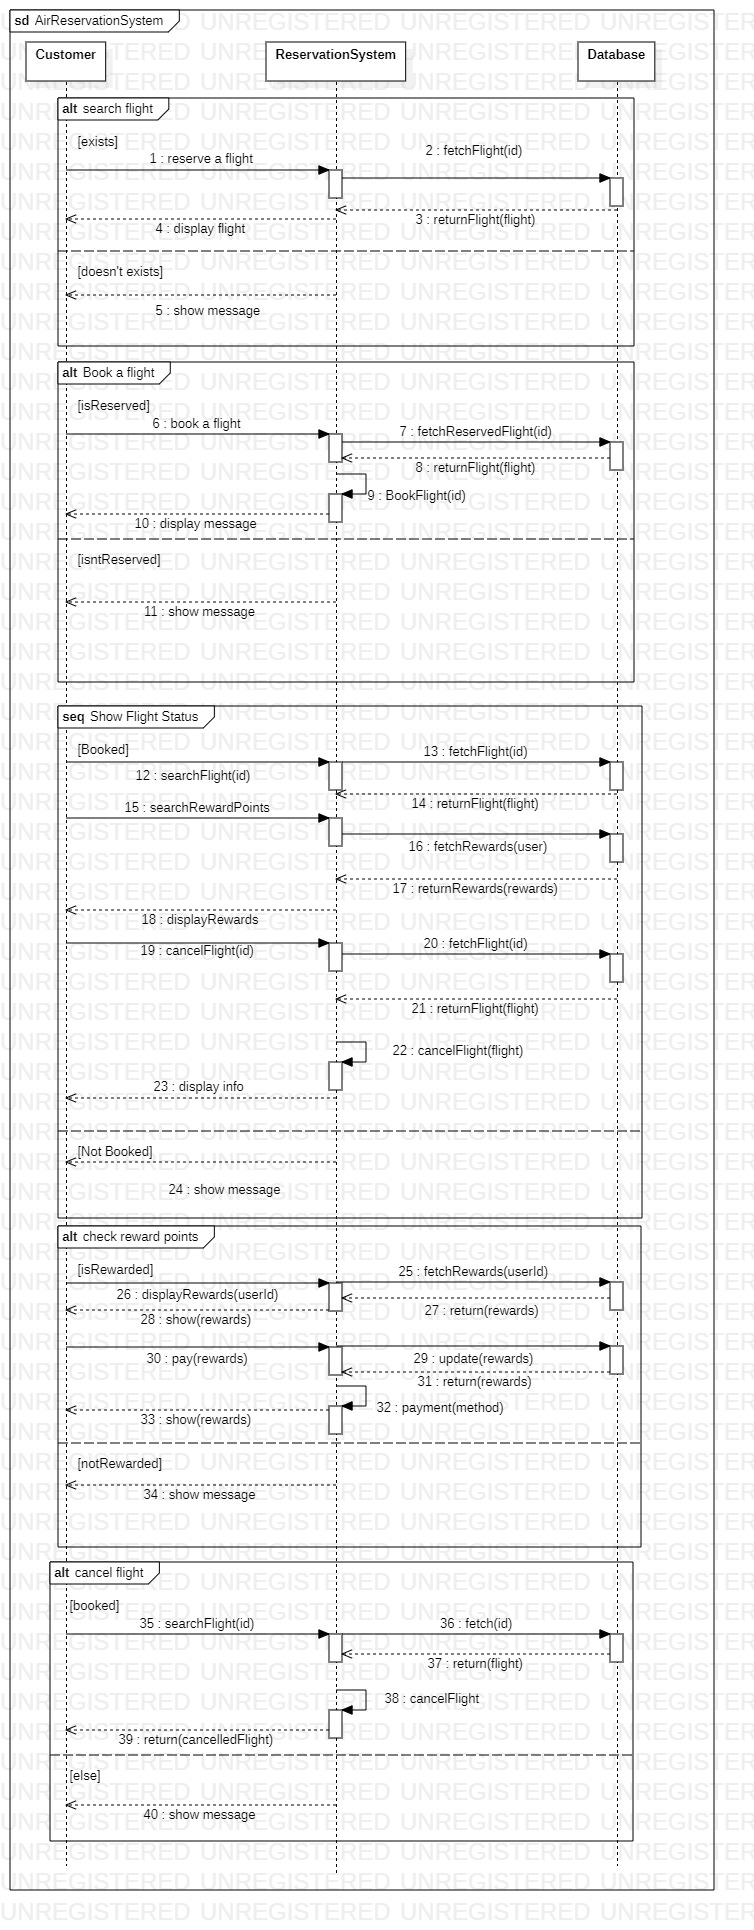 sd AirReservationSystem
Customer
ReservationSystem
Database
alt search flight
[exists]
1 : reserve a flight
2 : fetchFlight(id)
3 : returnFlight(flight)
4 : display flight
[doesn't exists]
5 : show message
alt Book a flight
[isReserved]
6 : book a flight
7 : fetchReservedFlight(id)
8 : returnFlight(flight)
9 : BookFlight(id)
10 : display message
[isntReserved]
11 : show message
seq Show Flight Status
[Booked]
12 : searchFlight(id)
13 : fetchFlight(id)
14 : returnFlight(flight)
15 : searchRewardPoints
16 : fetchRewards(user)
17 : returnRewards(rewards)
18 : displayRewards
19 : cancelFlight(id)
20 : fetchFlight(id)
21 : returnFlight(flight)
22 : cancelFlight(flight)
23 : display info
[Not Booked]
24 : show message
alt check reward points
[isRewarded]
25 : fetchRewards(userId)
26 : displayRewards(userId)
27 : return(rewards)
28 : show(rewards)
30 : pay(rewards)
29 : update(rewards)
31 : return(rewards)
32 : payment(method)
33 : show(rewards)
[notRewarded]
34 : show message
alt cancel flight
[booked]
35 : searchFlight(id)
36 : fetch(id)
37 : return(flight)
38 : cancelFlight
39 : return(cancelledFlight)
[else]
40 : show message
UNREGISTERED